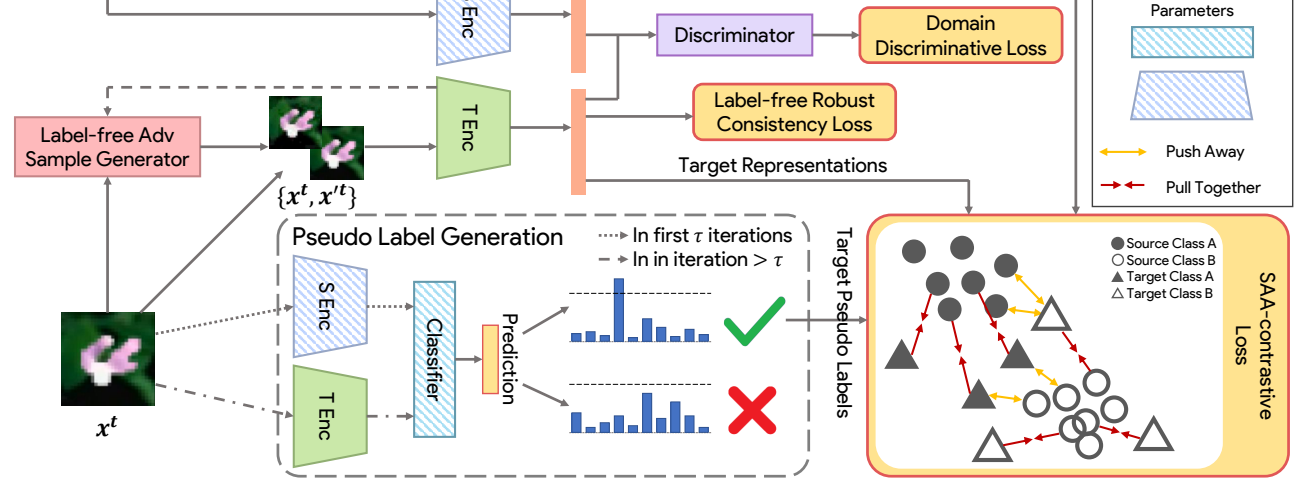 Parameters
S Enc
Discriminator
Domain
Discriminative Loss
Label-free Adv
Sample Generator
T Enc
Label-free Robust
Consistency Loss
Push Away
Pull Together
Target Representations
{x^t, x'^t}
Pseudo Label Generation
In first τ iterations
In in iteration > τ
S Enc
T Enc
Classifier
Prediction
Target Pseudo Labels
Source Class A
Source Class B
Target Class A
Target Class B
SAA-contrastive
Loss
x^t